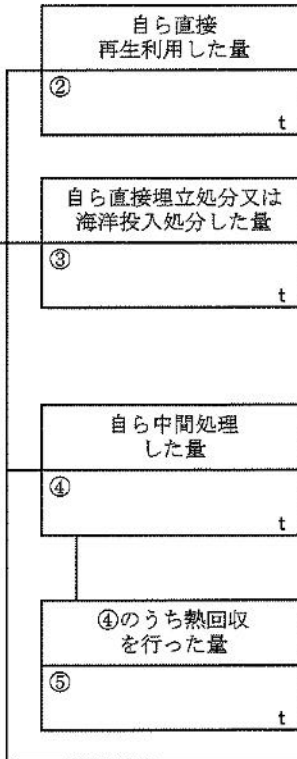 自ら直接
再生利用した量
②
t
自ら直接埋立処分又は
海洋投入処分した量
③
t
自ら中間処理
した量
④
t
④のうち熱回収
を行った量
⑤
t